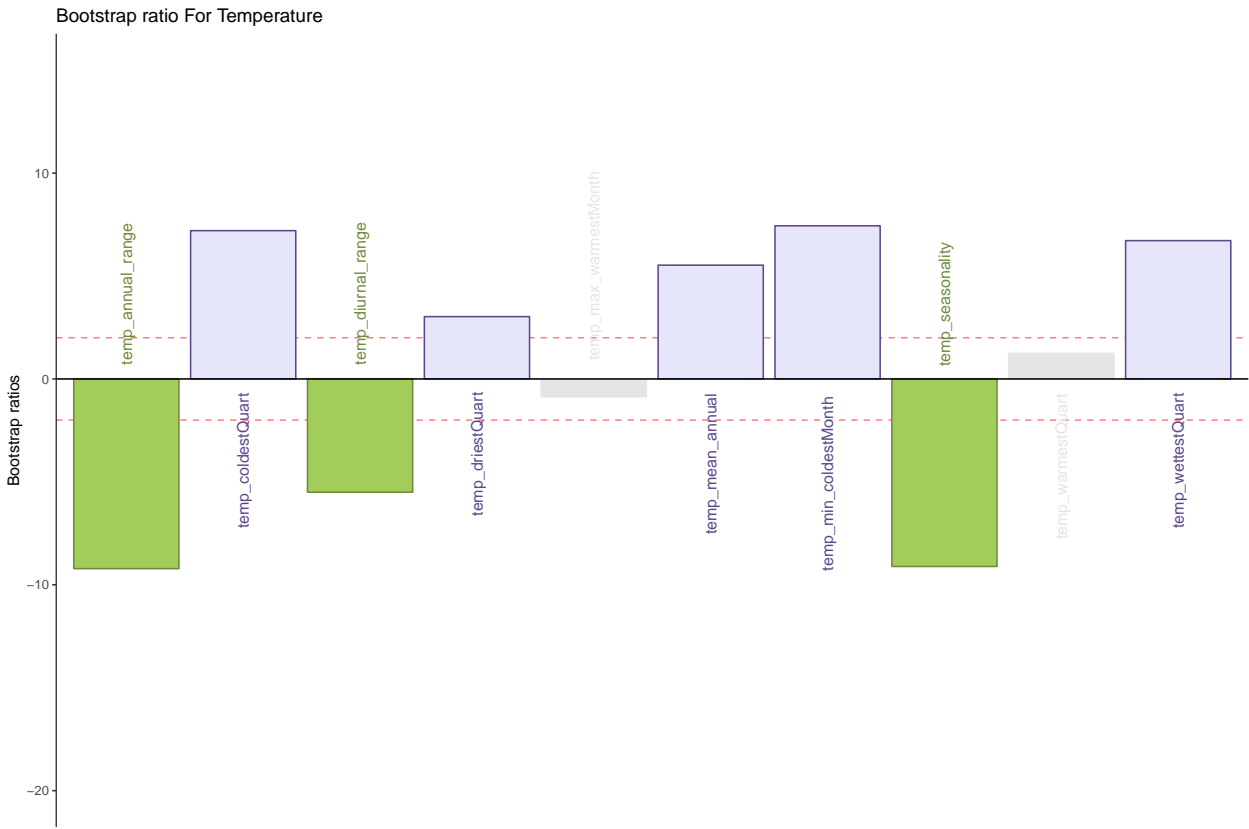 Bootstrap ratio For Temperature
Bootstrap ratios
10
0
−10
−20
temp_annual_range
temp_coldestQuart
temp_diurnal_range
temp_driestQuart
temp_max_warmestMonth
temp_mean_annual
temp_min_coldestMonth
temp_seasonality
temp_warmestQuart
temp_wettestQuart